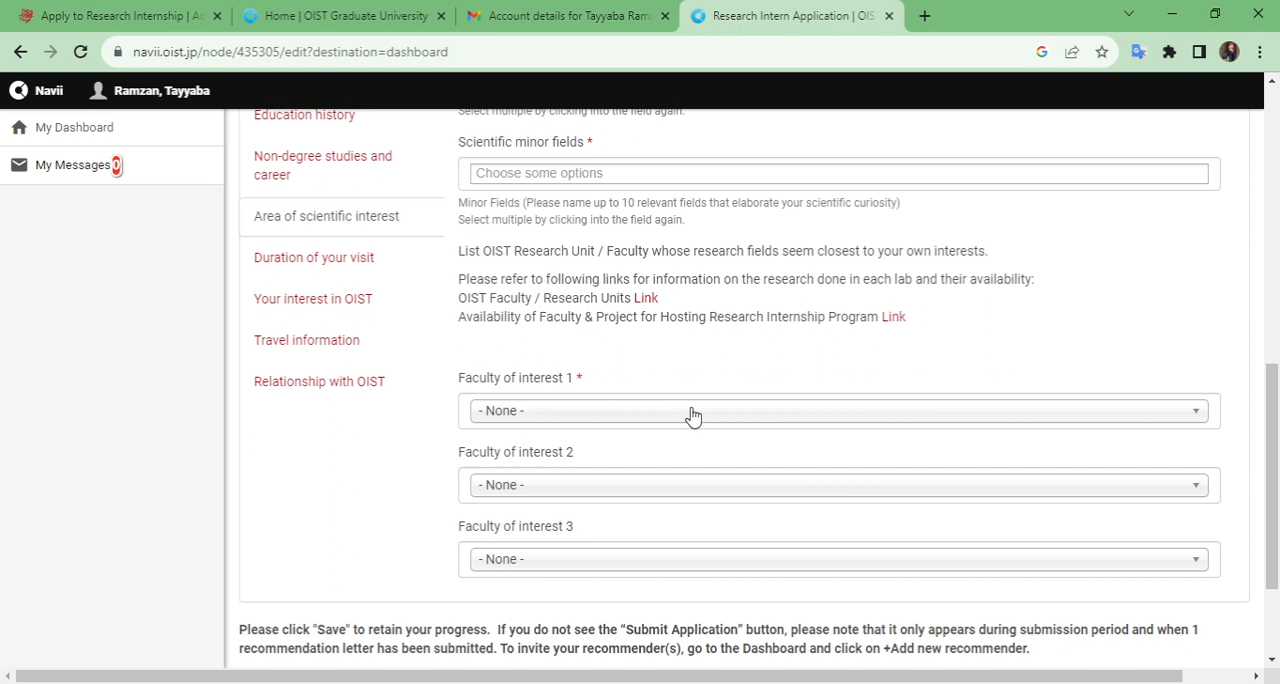 Apply to Research Internship | Ac
Home | OIST Graduate University
Account details for Tayyaba Ram
Research Intern Application | OIS
navii.oist.jp/node/435305/edit?destination=dashboard
Navii
Ramzan, Tayyaba
My Dashboard
My Messages 0
Education history
Non-degree studies and
career
Area of scientific interest
Duration of your visit
Your interest in OIST
Travel information
Relationship with OIST
Select multiple by clicking into the field again.
Scientific minor fields *
Choose some options
Minor Fields (Please name up to 10 relevant fields that elaborate your scientific curiosity)
Select multiple by clicking into the field again.
List OIST Research Unit / Faculty whose research fields seem closest to your own interests.
Please refer to following links for information on the research done in each lab and their availability:
OIST Faculty / Research Units Link
Availability of Faculty & Project for Hosting Research Internship Program Link
Faculty of interest 1 *
- None -
Faculty of interest 2
- None -
Faculty of interest 3
- None -
Please click "Save" to retain your progress. If you do not see the “Submit Application” button, please note that it only appears during submission period and when 1
recommendation letter has been submitted. To invite your recommender(s), go to the Dashboard and click on +Add new recommender.